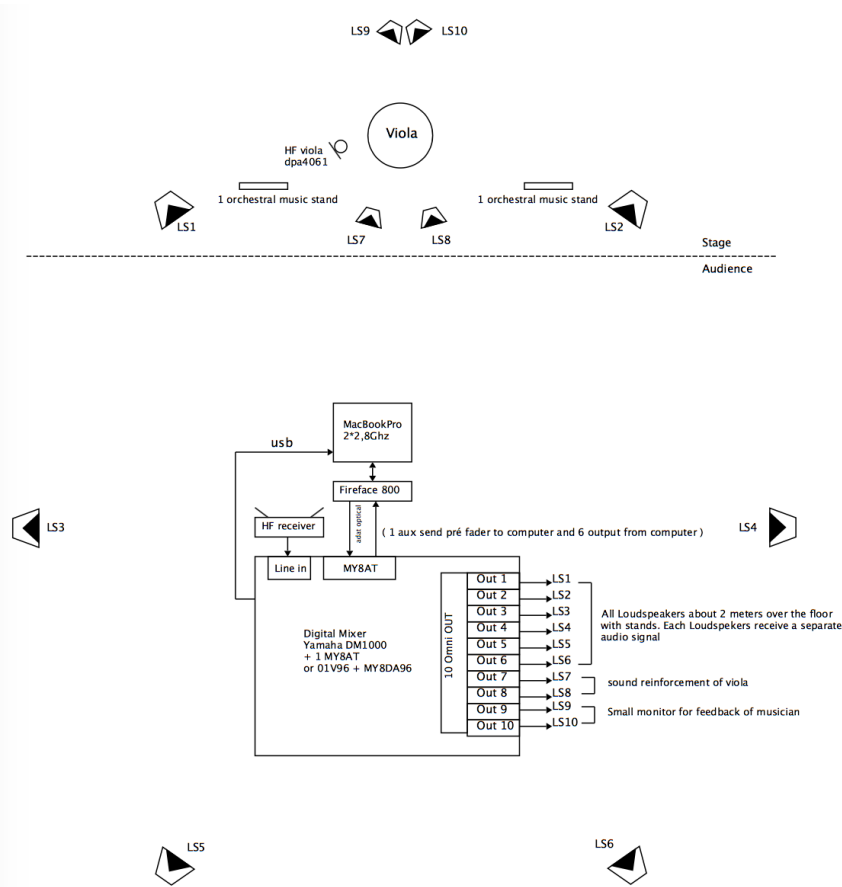 LS9
LS10
Viola
HF viola
dpa4061
1 orchestral music stand
1 orchestral music stand
LS1
LS7
LS8
LS2
Stage
Audience
MacBookPro
2*2,8Ghz
usb
Fireface 800
adat optical
HF receiver
( 1 aux send pré fader to computer and 6 output from computer )
LS3
LS4
Line in
MY8AT
Digital Mixer
Yamaha DM1000
+ 1 MY8AT
or 01V96 + MY8DA96
10 Omni OUT
Out 1
LS1
Out 2
LS2
Out 3
LS3
Out 4
LS4
Out 5
LS5
Out 6
LS6
Out 7
LS7
Out 8
LS8
Out 9
LS9
Out 10
LS10
All Loudspeakers about 2 meters over the floor
with stands. Each Loudspekers receive a separate
audio signal
sound reinforcement of viola
Small monitor for feedback of musician
LS5
LS6